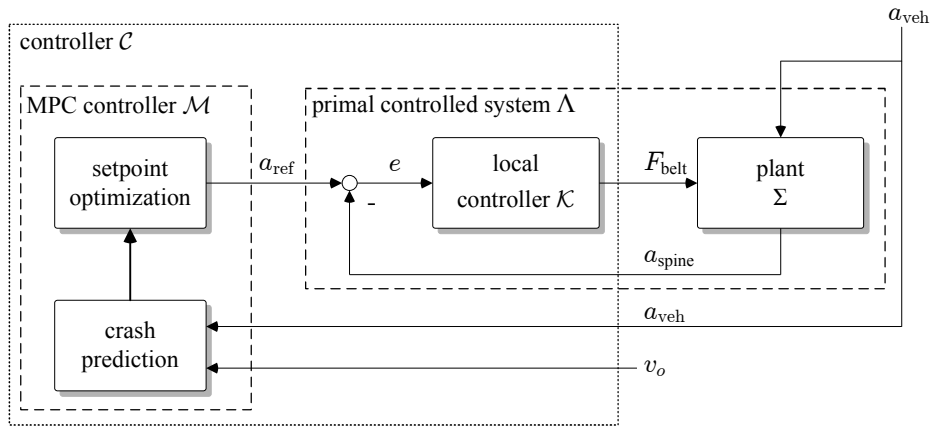 a_veh
controller C
MPC controller M
primal controlled system Λ
setpoint
optimization
a_ref
e
-
local
controller K
F_belt
plant
Σ
a_spine
crash
prediction
a_veh
v_o